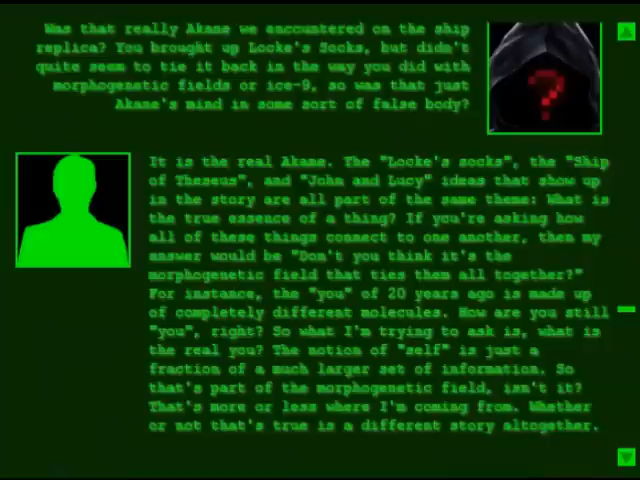 Was that really Akane we encountered on the ship
replica? You brought up Locke's Socks, but didn't
quite seem to tie it back in the way you did with
morphogenetic fields or ice-9, so was that just
Akane's mind in some sort of false body?
?
It is the real Akane. The "Locke's socks", the "Ship
of Theseus", and "John and Lucy" ideas that show up
in the story are all part of the same theme: What is
the true essence of a thing? If you're asking how
all of these things connect to one another, then my
answer would be "Don't you think it's the
morphogenetic field that ties them all together?"
For instance, the "you" of 20 years ago is made up
of completely different molecules. How are you still
"you", right? So what I'm trying to ask is, what is
the real you? The notion of "self" is just a
fraction of a much larger set of information. So
that's part of the morphogenetic field, isn't it?
That's more or less where I'm coming from. Whether
or not that's true is a different story altogether.